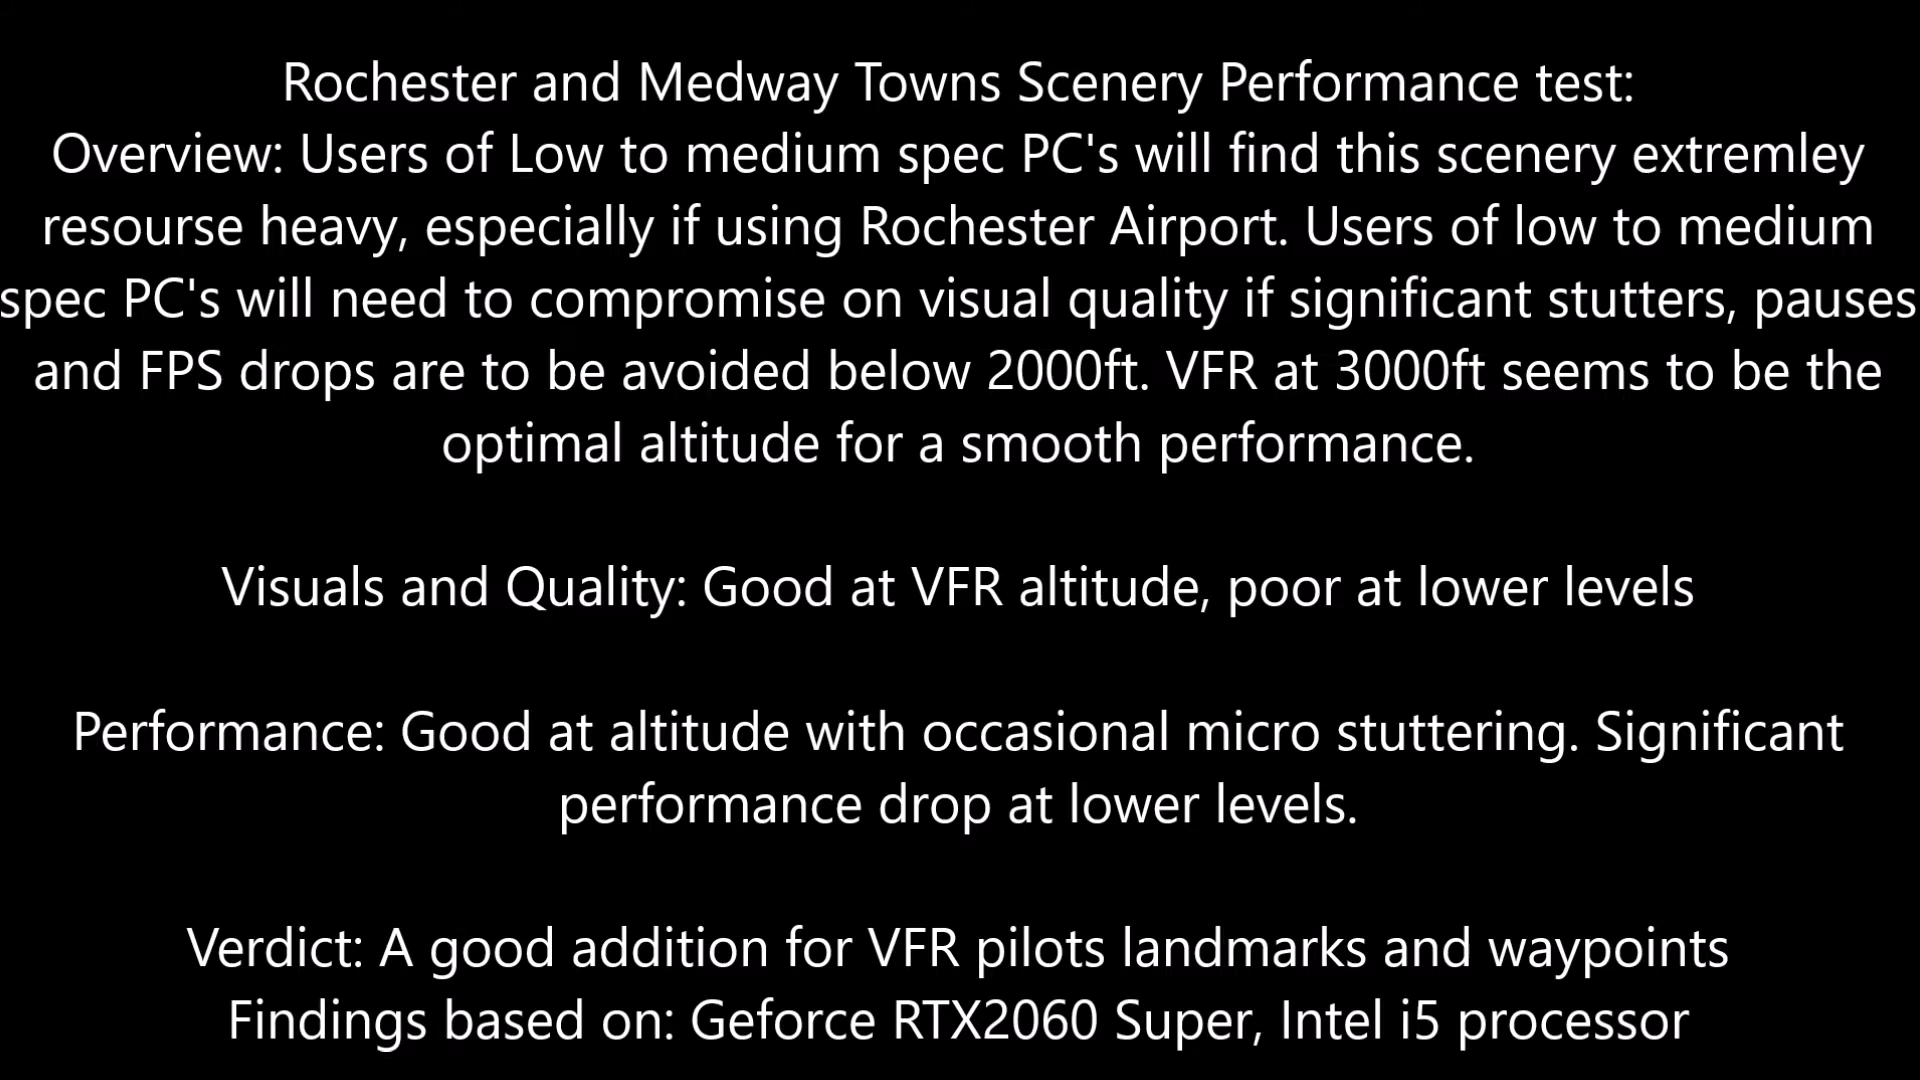 Rochester and Medway Towns Scenery Performance test:
Overview: Users of Low to medium spec PC's will find this scenery extremley
resourse heavy, especially if using Rochester Airport. Users of low to medium
spec PC's will need to compromise on visual quality if significant stutters, pauses
and FPS drops are to be avoided below 2000ft. VFR at 3000ft seems to be the
optimal altitude for a smooth performance.
Visuals and Quality: Good at VFR altitude, poor at lower levels
Performance: Good at altitude with occasional micro stuttering. Significant
performance drop at lower levels.
Verdict: A good addition for VFR pilots landmarks and waypoints
Findings based on: Geforce RTX2060 Super, Intel i5 processor